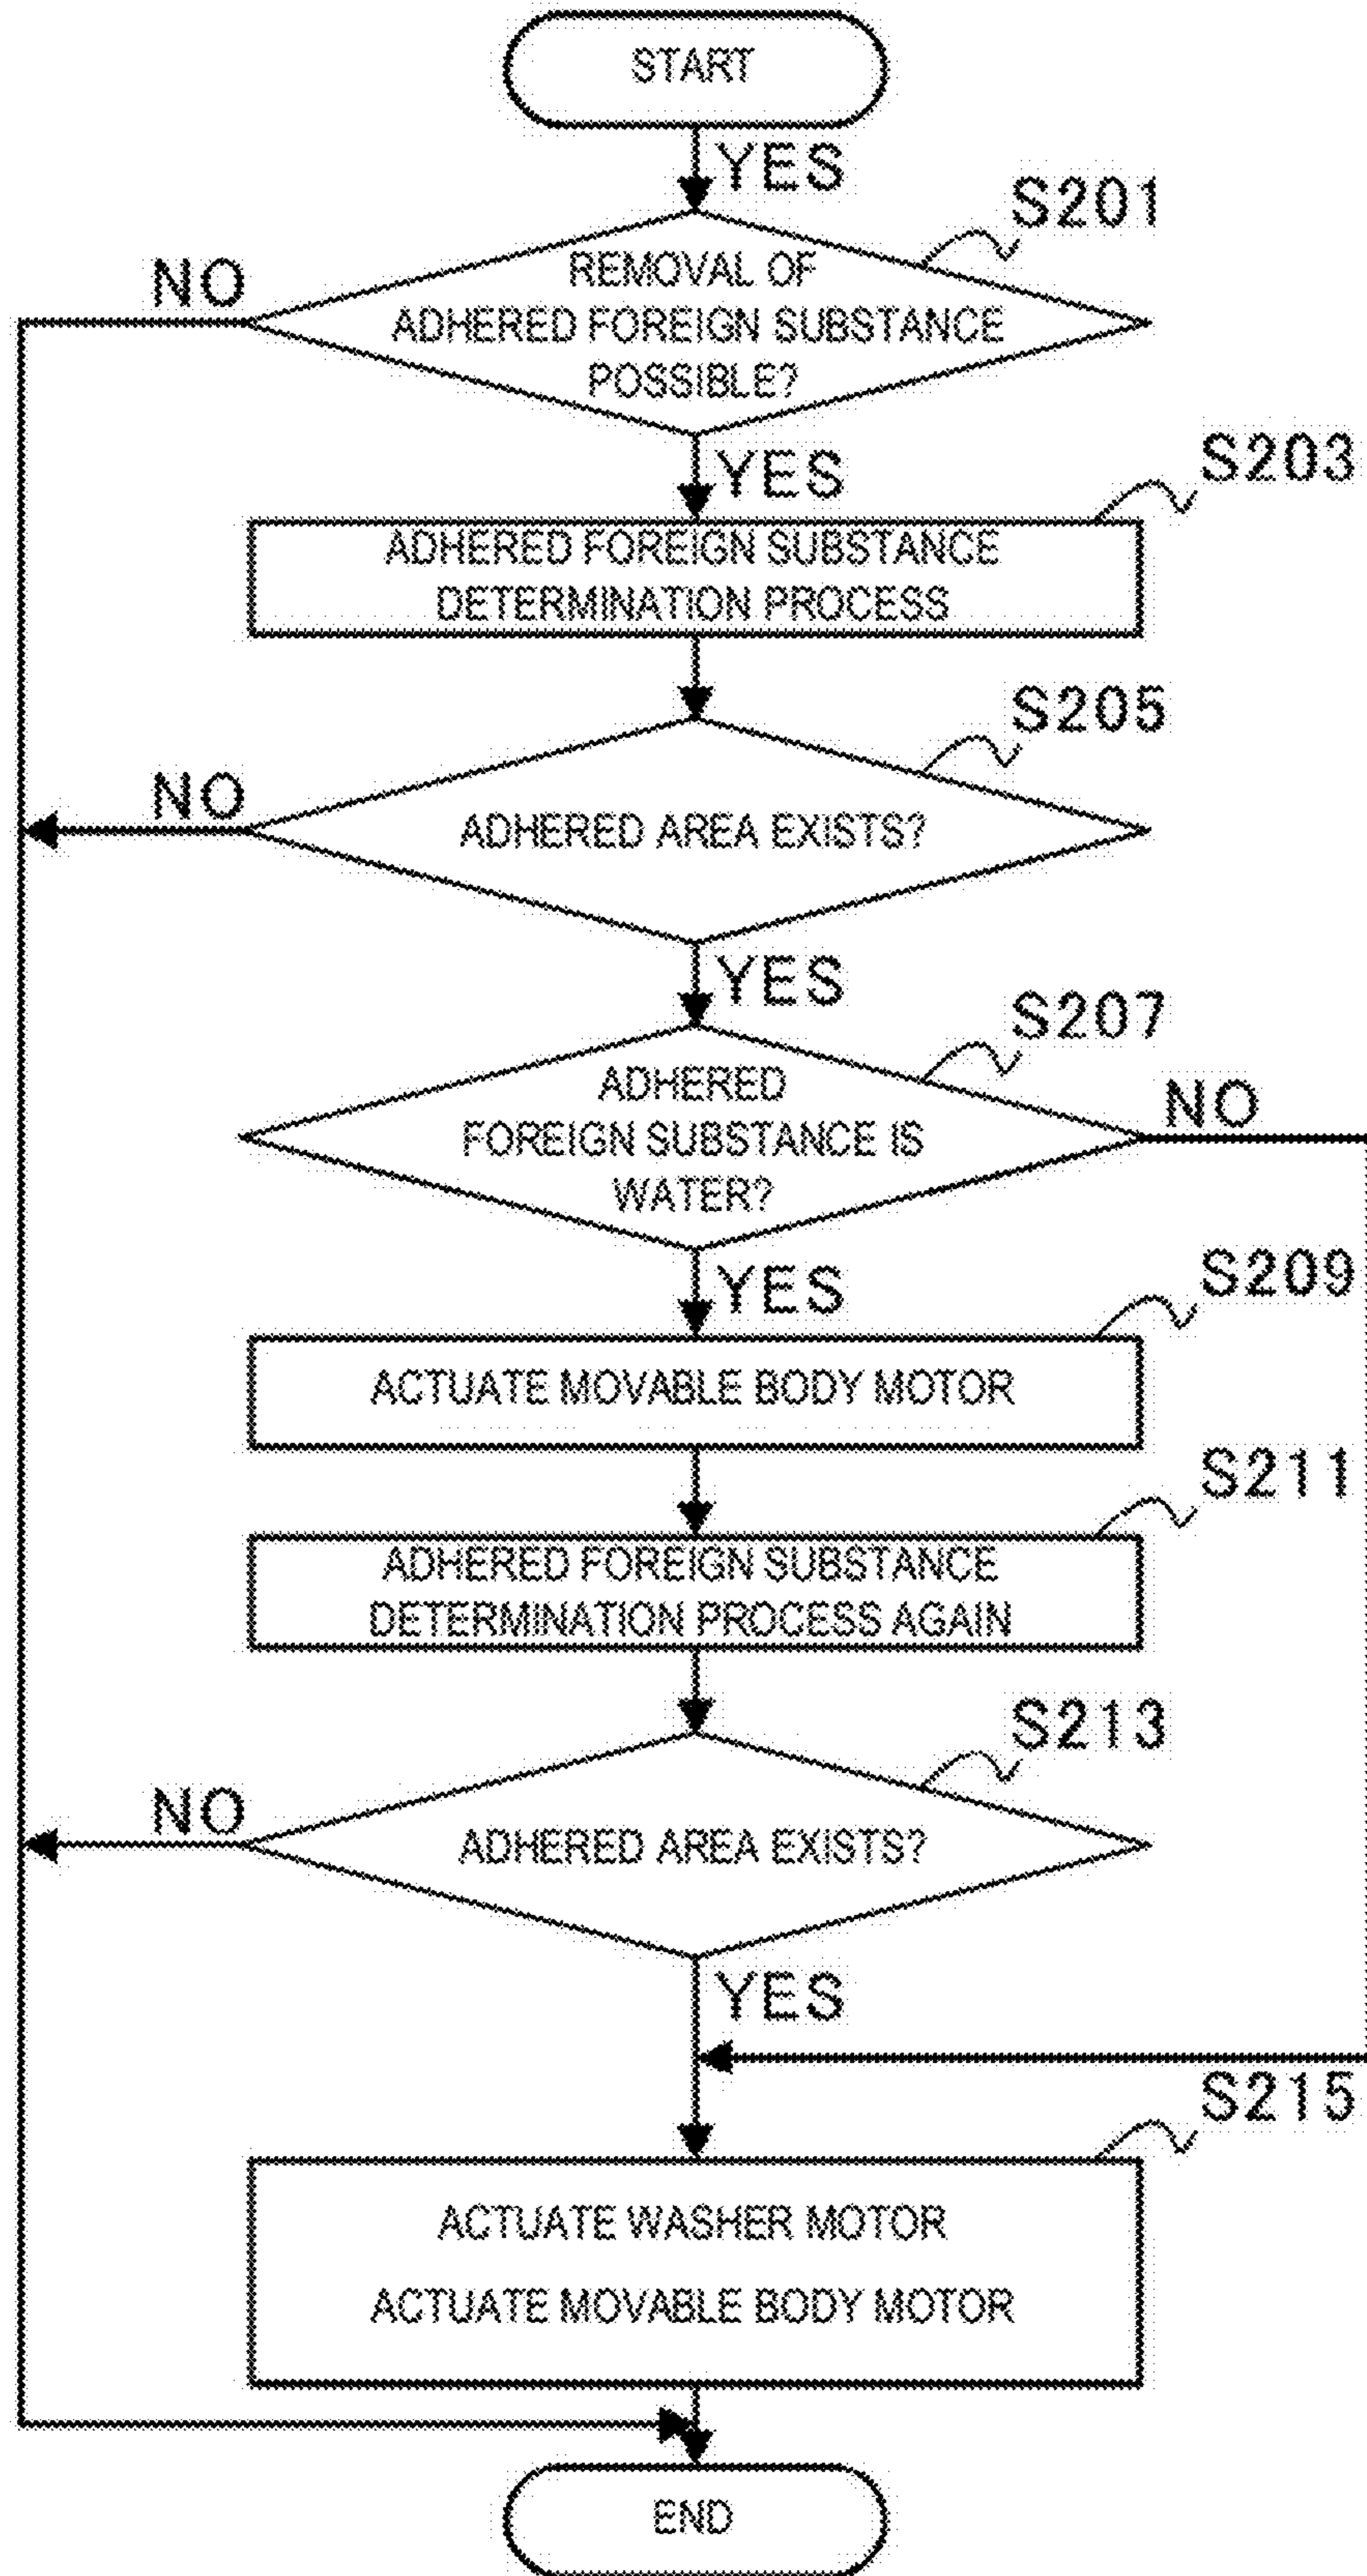 START
YES
S201
NO
REMOVAL OF
ADHERED FOREIGN SUBSTANCE
POSSIBLE?
YES
S203
ADHERED FOREIGN SUBSTANCE
DETERMINATION PROCESS
S205
NO
ADHERED AREA EXISTS?
YES
S207
ADHERED
FOREIGN SUBSTANCE IS
WATER?
NO
YES
S209
ACTUATE MOVABLE BODY MOTOR
S211
ADHERED FOREIGN SUBSTANCE
DETERMINATION PROCESS AGAIN
S213
NO
ADHERED AREA EXISTS?
YES
S215
ACTUATE WASHER MOTOR
ACTUATE MOVABLE BODY MOTOR
END